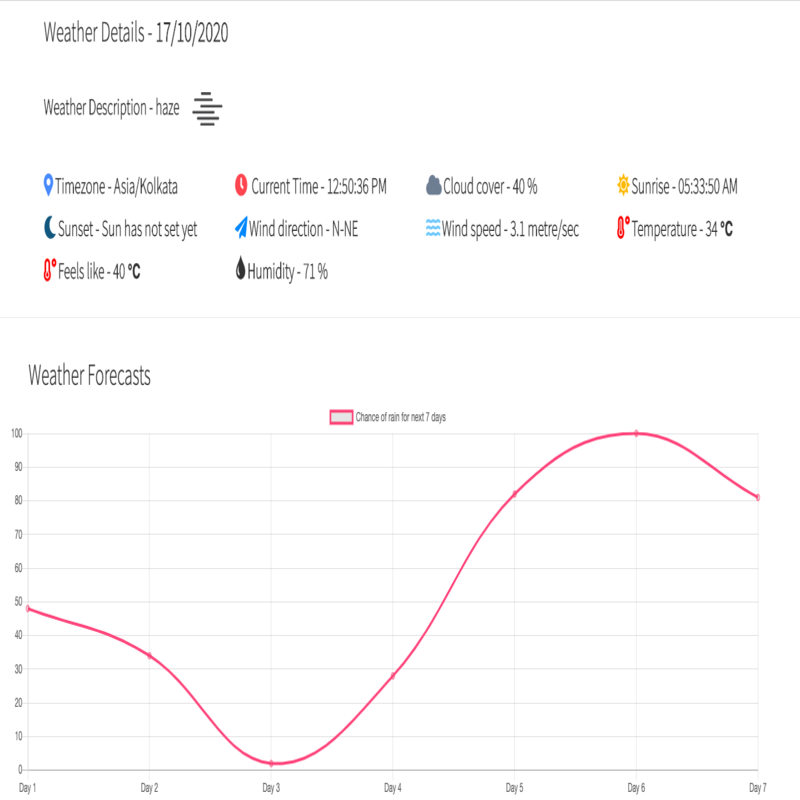 Weather Details - 17/10/2020
Weather Description - haze
Timezone - Asia/Kolkata
Current Time - 12:50:36 PM
Cloud cover - 40 %
Sunrise - 05:33:50 AM
Sunset - Sun has not set yet
Wind direction - N-NE
Wind speed - 3.1 metre/sec
Temperature - 34 °C
Feels like - 40 °C
Humidity - 71 %
Weather Forecasts
Chance of rain for next 7 days
100
90
80
70
60
50
40
30
20
10
0
Day 1 Day 2 Day 3 Day 4 Day 5 Day 6 Day 7